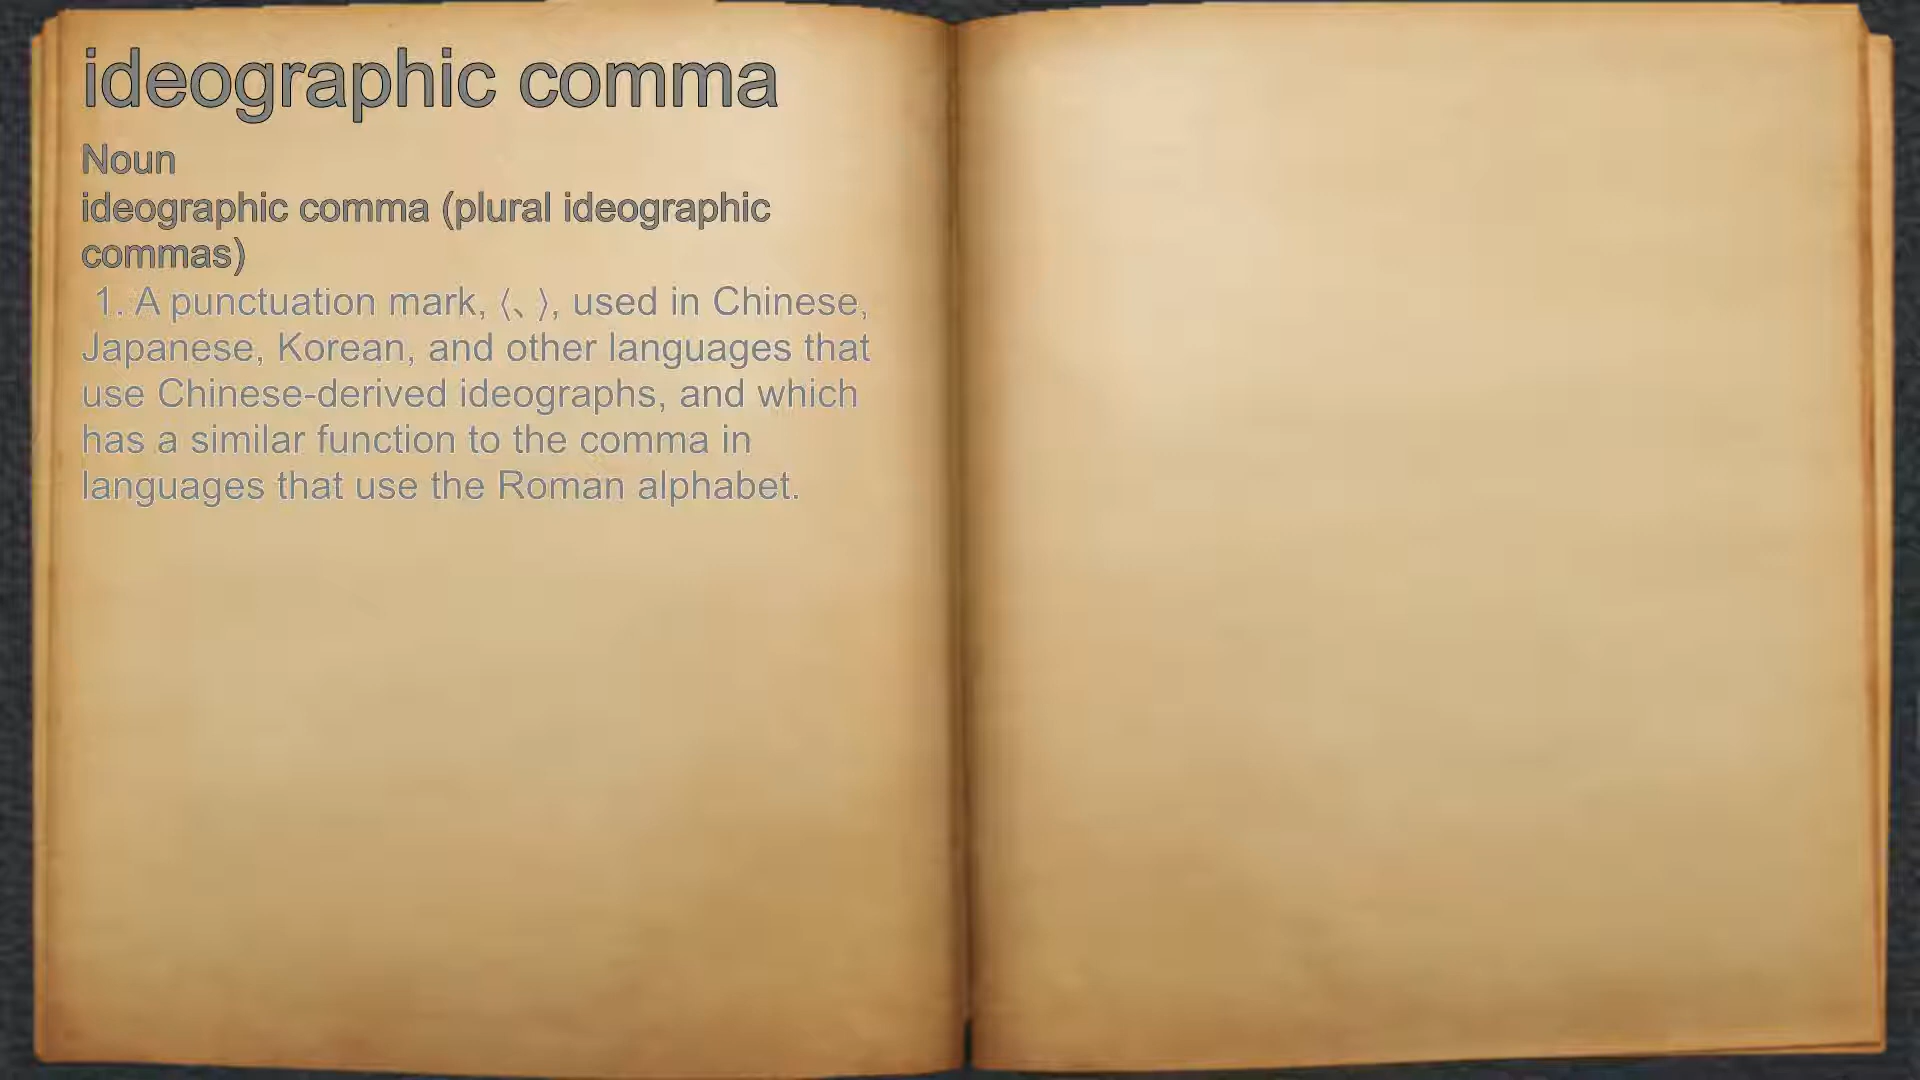 ideographic comma
Noun
ideographic comma (plural ideographic
commas)
1. A punctuation mark, ⟨、⟩, used in Chinese,
Japanese, Korean, and other languages that
use Chinese-derived ideographs, and which
has a similar function to the comma in
languages that use the Roman alphabet.